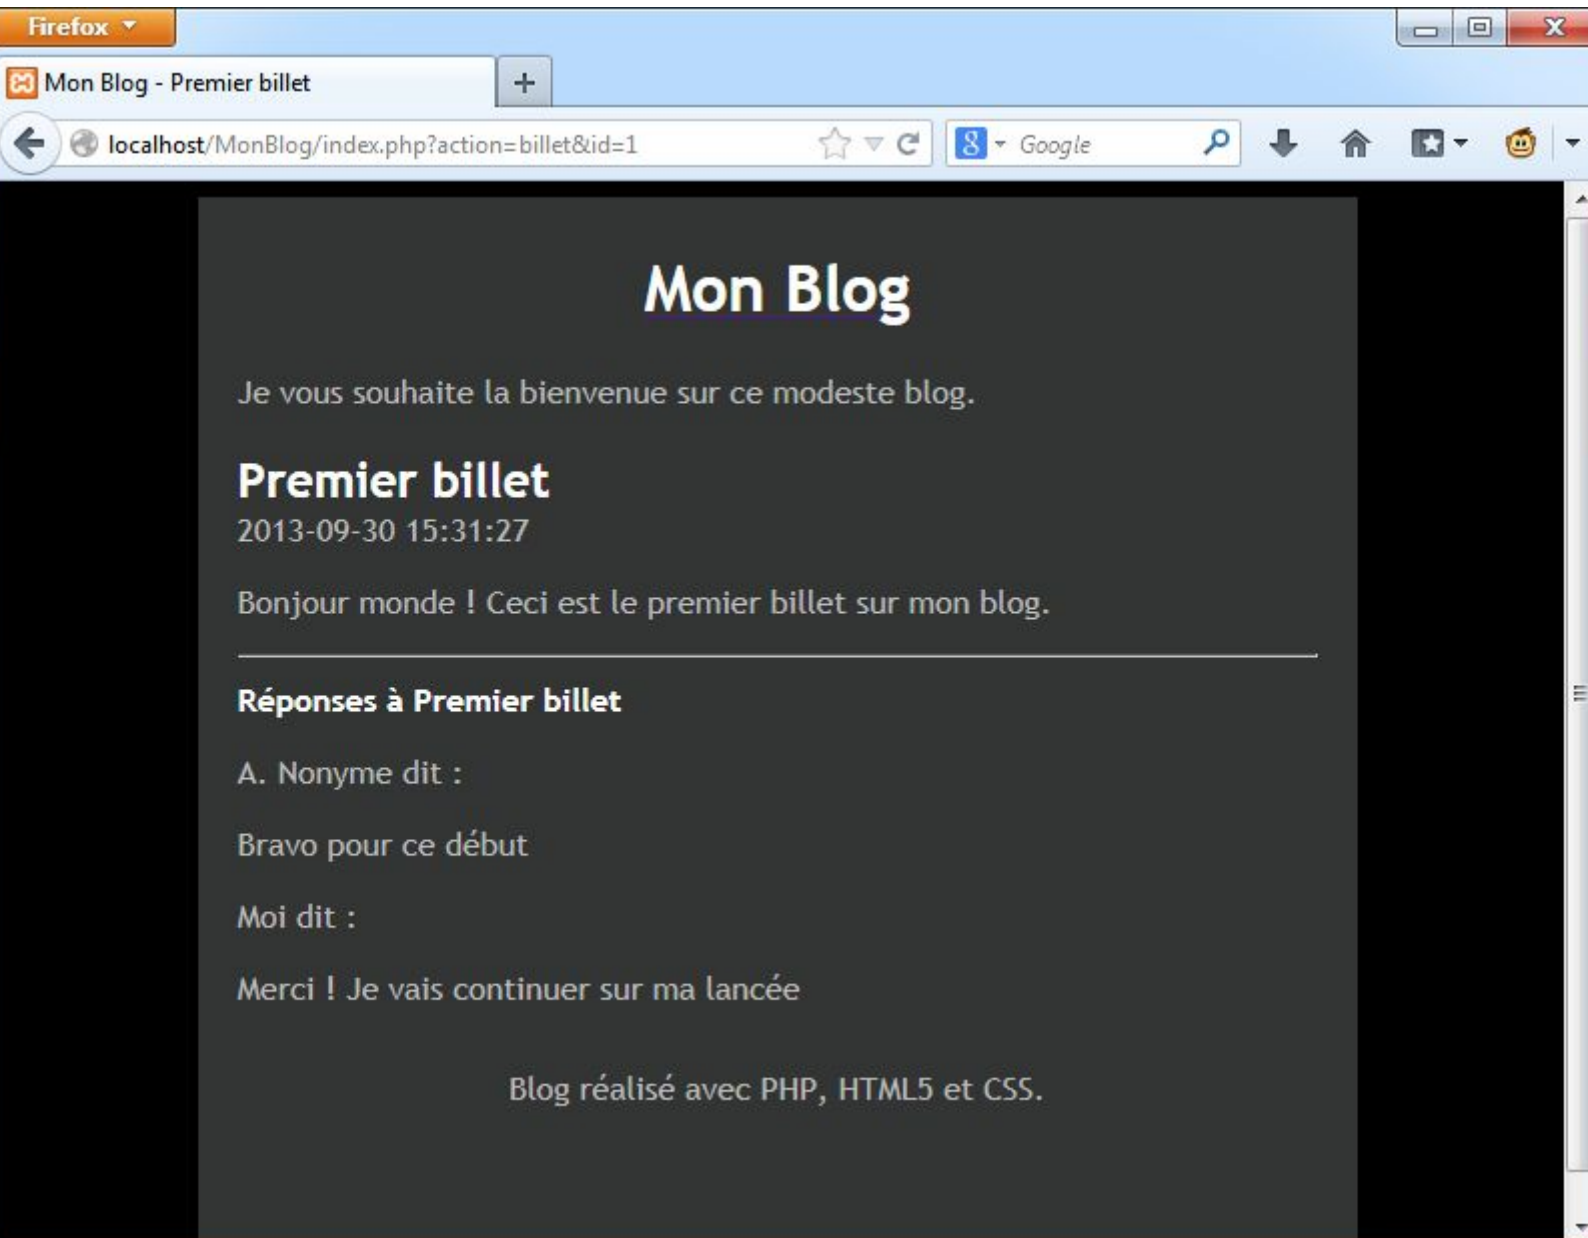 Firefox
Mon Blog - Premier billet
localhost/MonBlog/index.php?action=billet&id=1
Google
Mon Blog
Je vous souhaite la bienvenue sur ce modeste blog.
Premier billet
2013-09-30 15:31:27
Bonjour monde ! Ceci est le premier billet sur mon blog.
Réponses à Premier billet
A. Nonyme dit :
Bravo pour ce début
Moi dit :
Merci ! Je vais continuer sur ma lancée
Blog réalisé avec PHP, HTML5 et CSS.